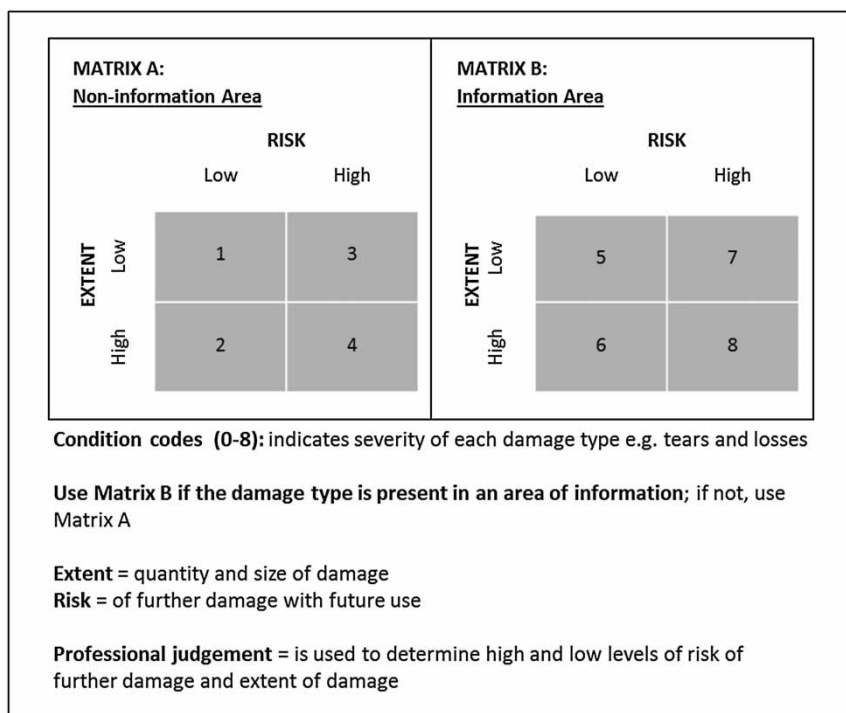 MATRIX A:
Non-information Area
RISK
Low High
EXTENT
Low
1 3
High
2 4
MATRIX B:
Information Area
RISK
Low High
EXTENT
Low
5 7
High
6 8
Condition codes (0-8): indicates severity of each damage type e.g. tears and losses
Use Matrix B if the damage type is present in an area of information; if not, use
Matrix A
Extent = quantity and size of damage
Risk = of further damage with future use
Professional judgement = is used to determine high and low levels of risk of
further damage and extent of damage